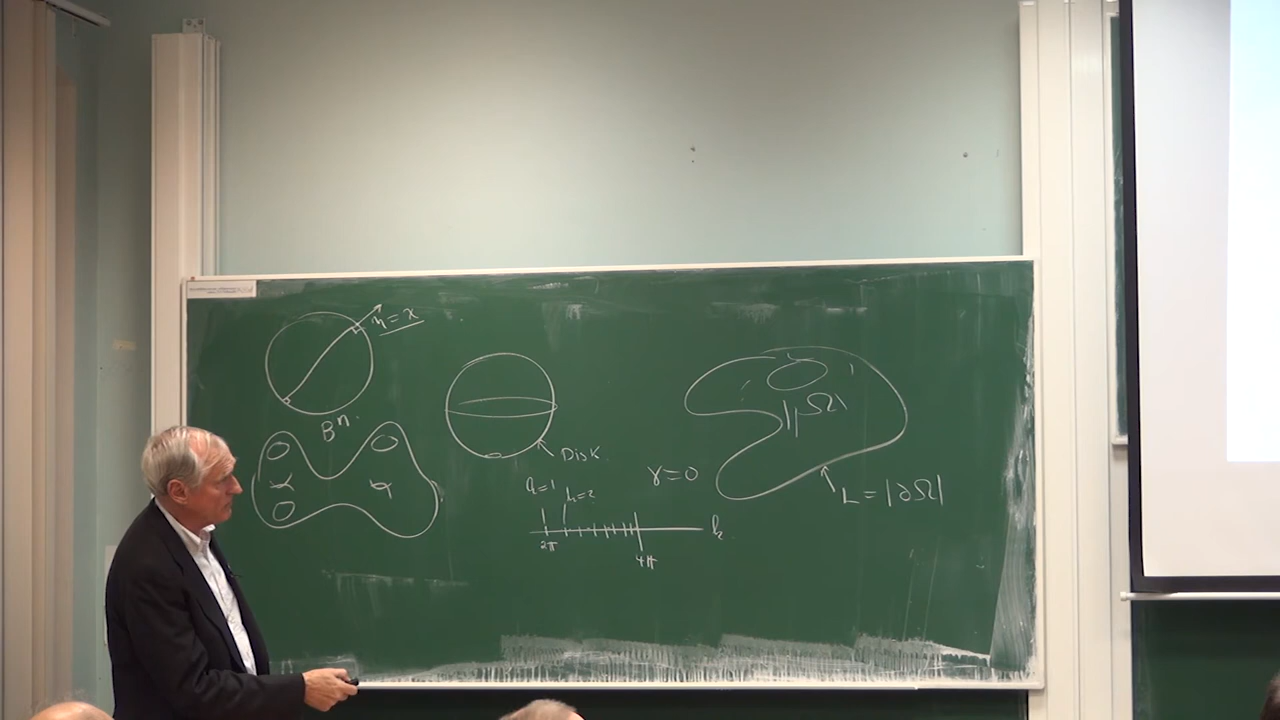 η = x
Bⁿ
Disk
k=1
k=2
2π
4π
k
γ=0
|Ω|
L = |∂Ω|